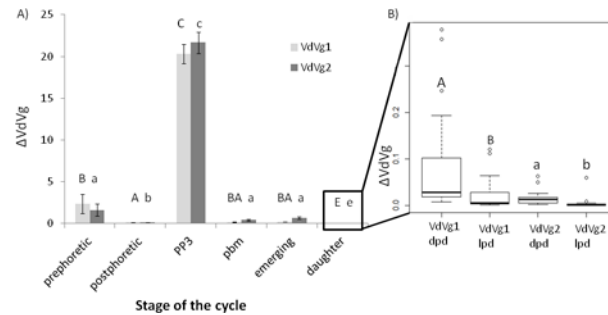 A)
C c
VdVg1
VdVg2
25
20
15
10
5
0
ΔVdVg
B a
A b
BA a
BA a
E e
prephoretic
postphoretic
PP3
pbm
emerging
daughter
Stage of the cycle
B)
ΔVdVg
0.2
0.1
0.0
A
B
a
b
VdVg1 VdVg1 VdVg2 VdVg2
dpd lpd dpd lpd